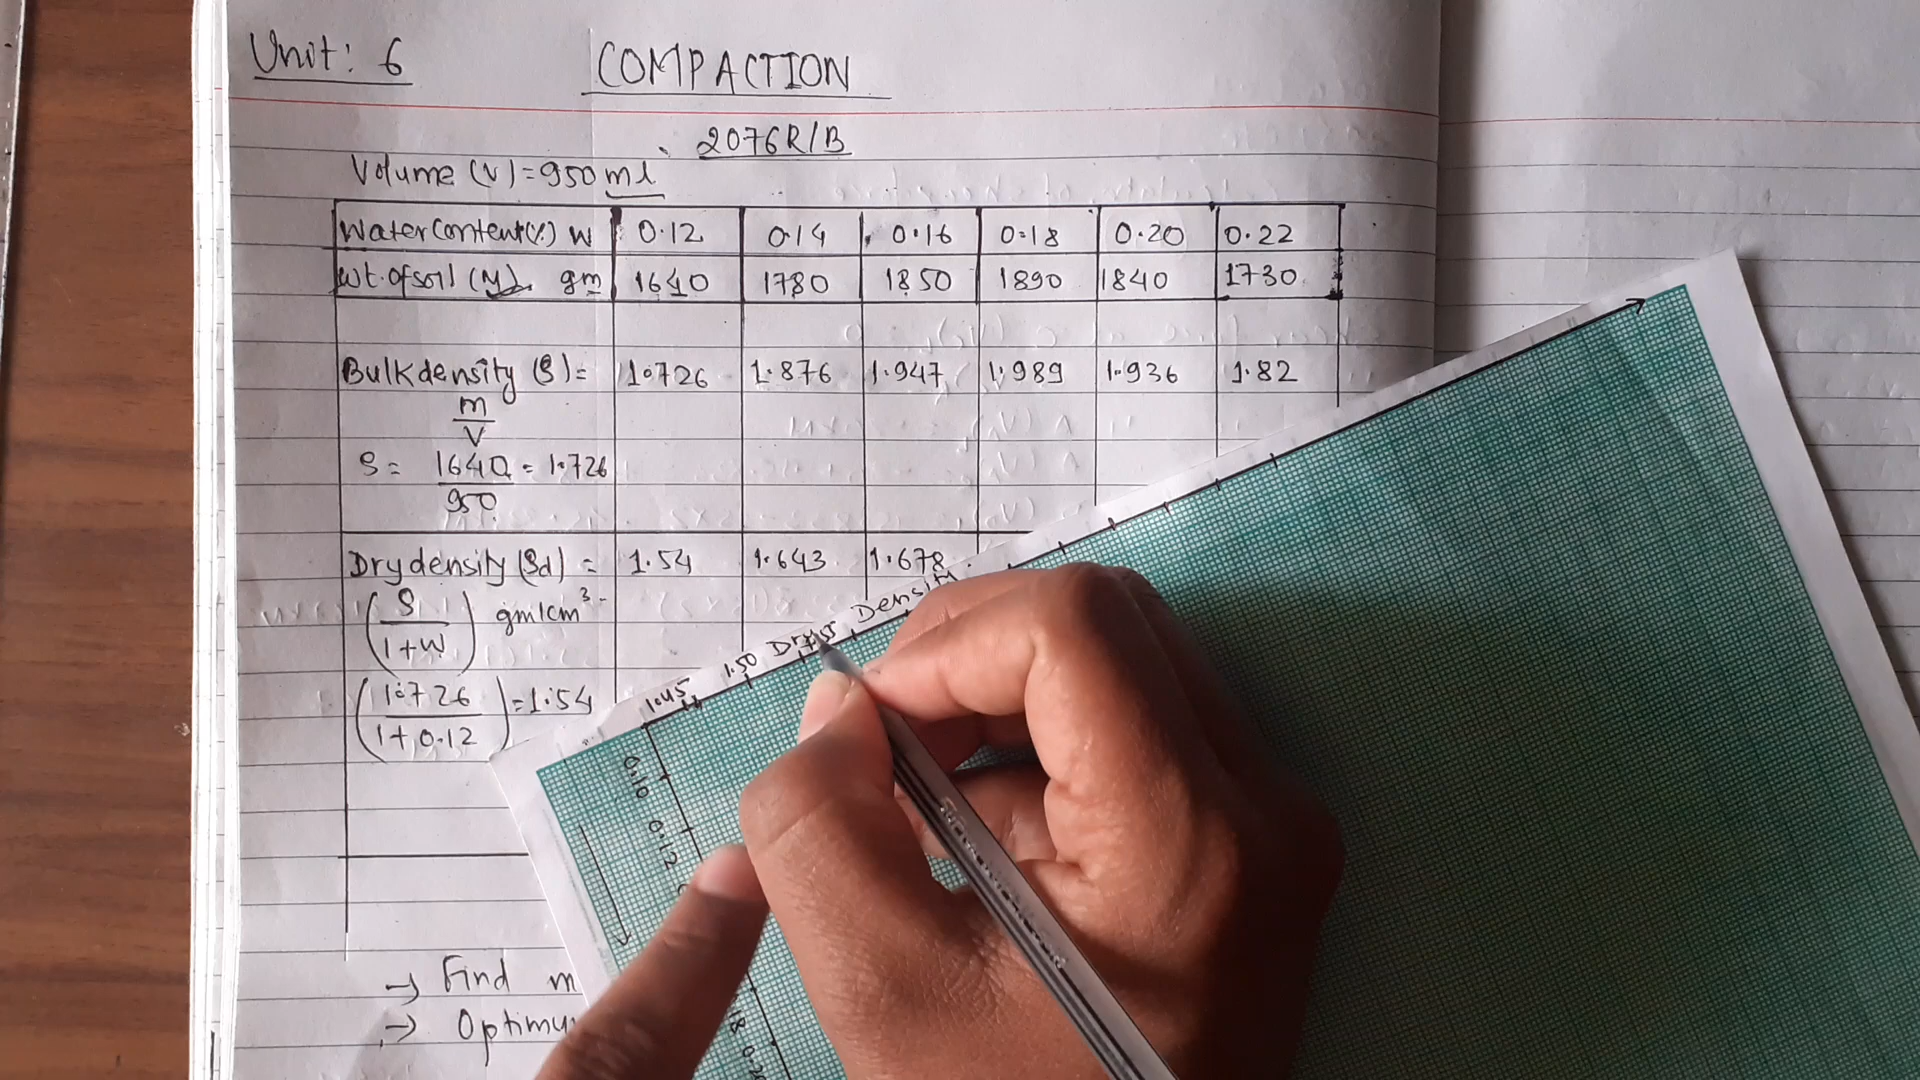 Unit: 6 COMPACTION
2076R/B
Volume (V)=950 ml
Water Content(%) W 0.12 0.14 0.16 0.18 0.20 0.22
Wt. of soil (M) gm 1640 1780 1850 1890 1840 1730
Bulk density (S) = 1.726 1.876 1.947 1.989 1.936 1.82
m
V
S = 1640 = 1.726
950
Dry density (Sd) = 1.54 1.643 1.678
( S ) gm/cm3
1+W
( 1.726 ) = 1.54
1+0.12
→ Find m
→ Optimu
Dry Density
1.45 1.50
0.10 0.12